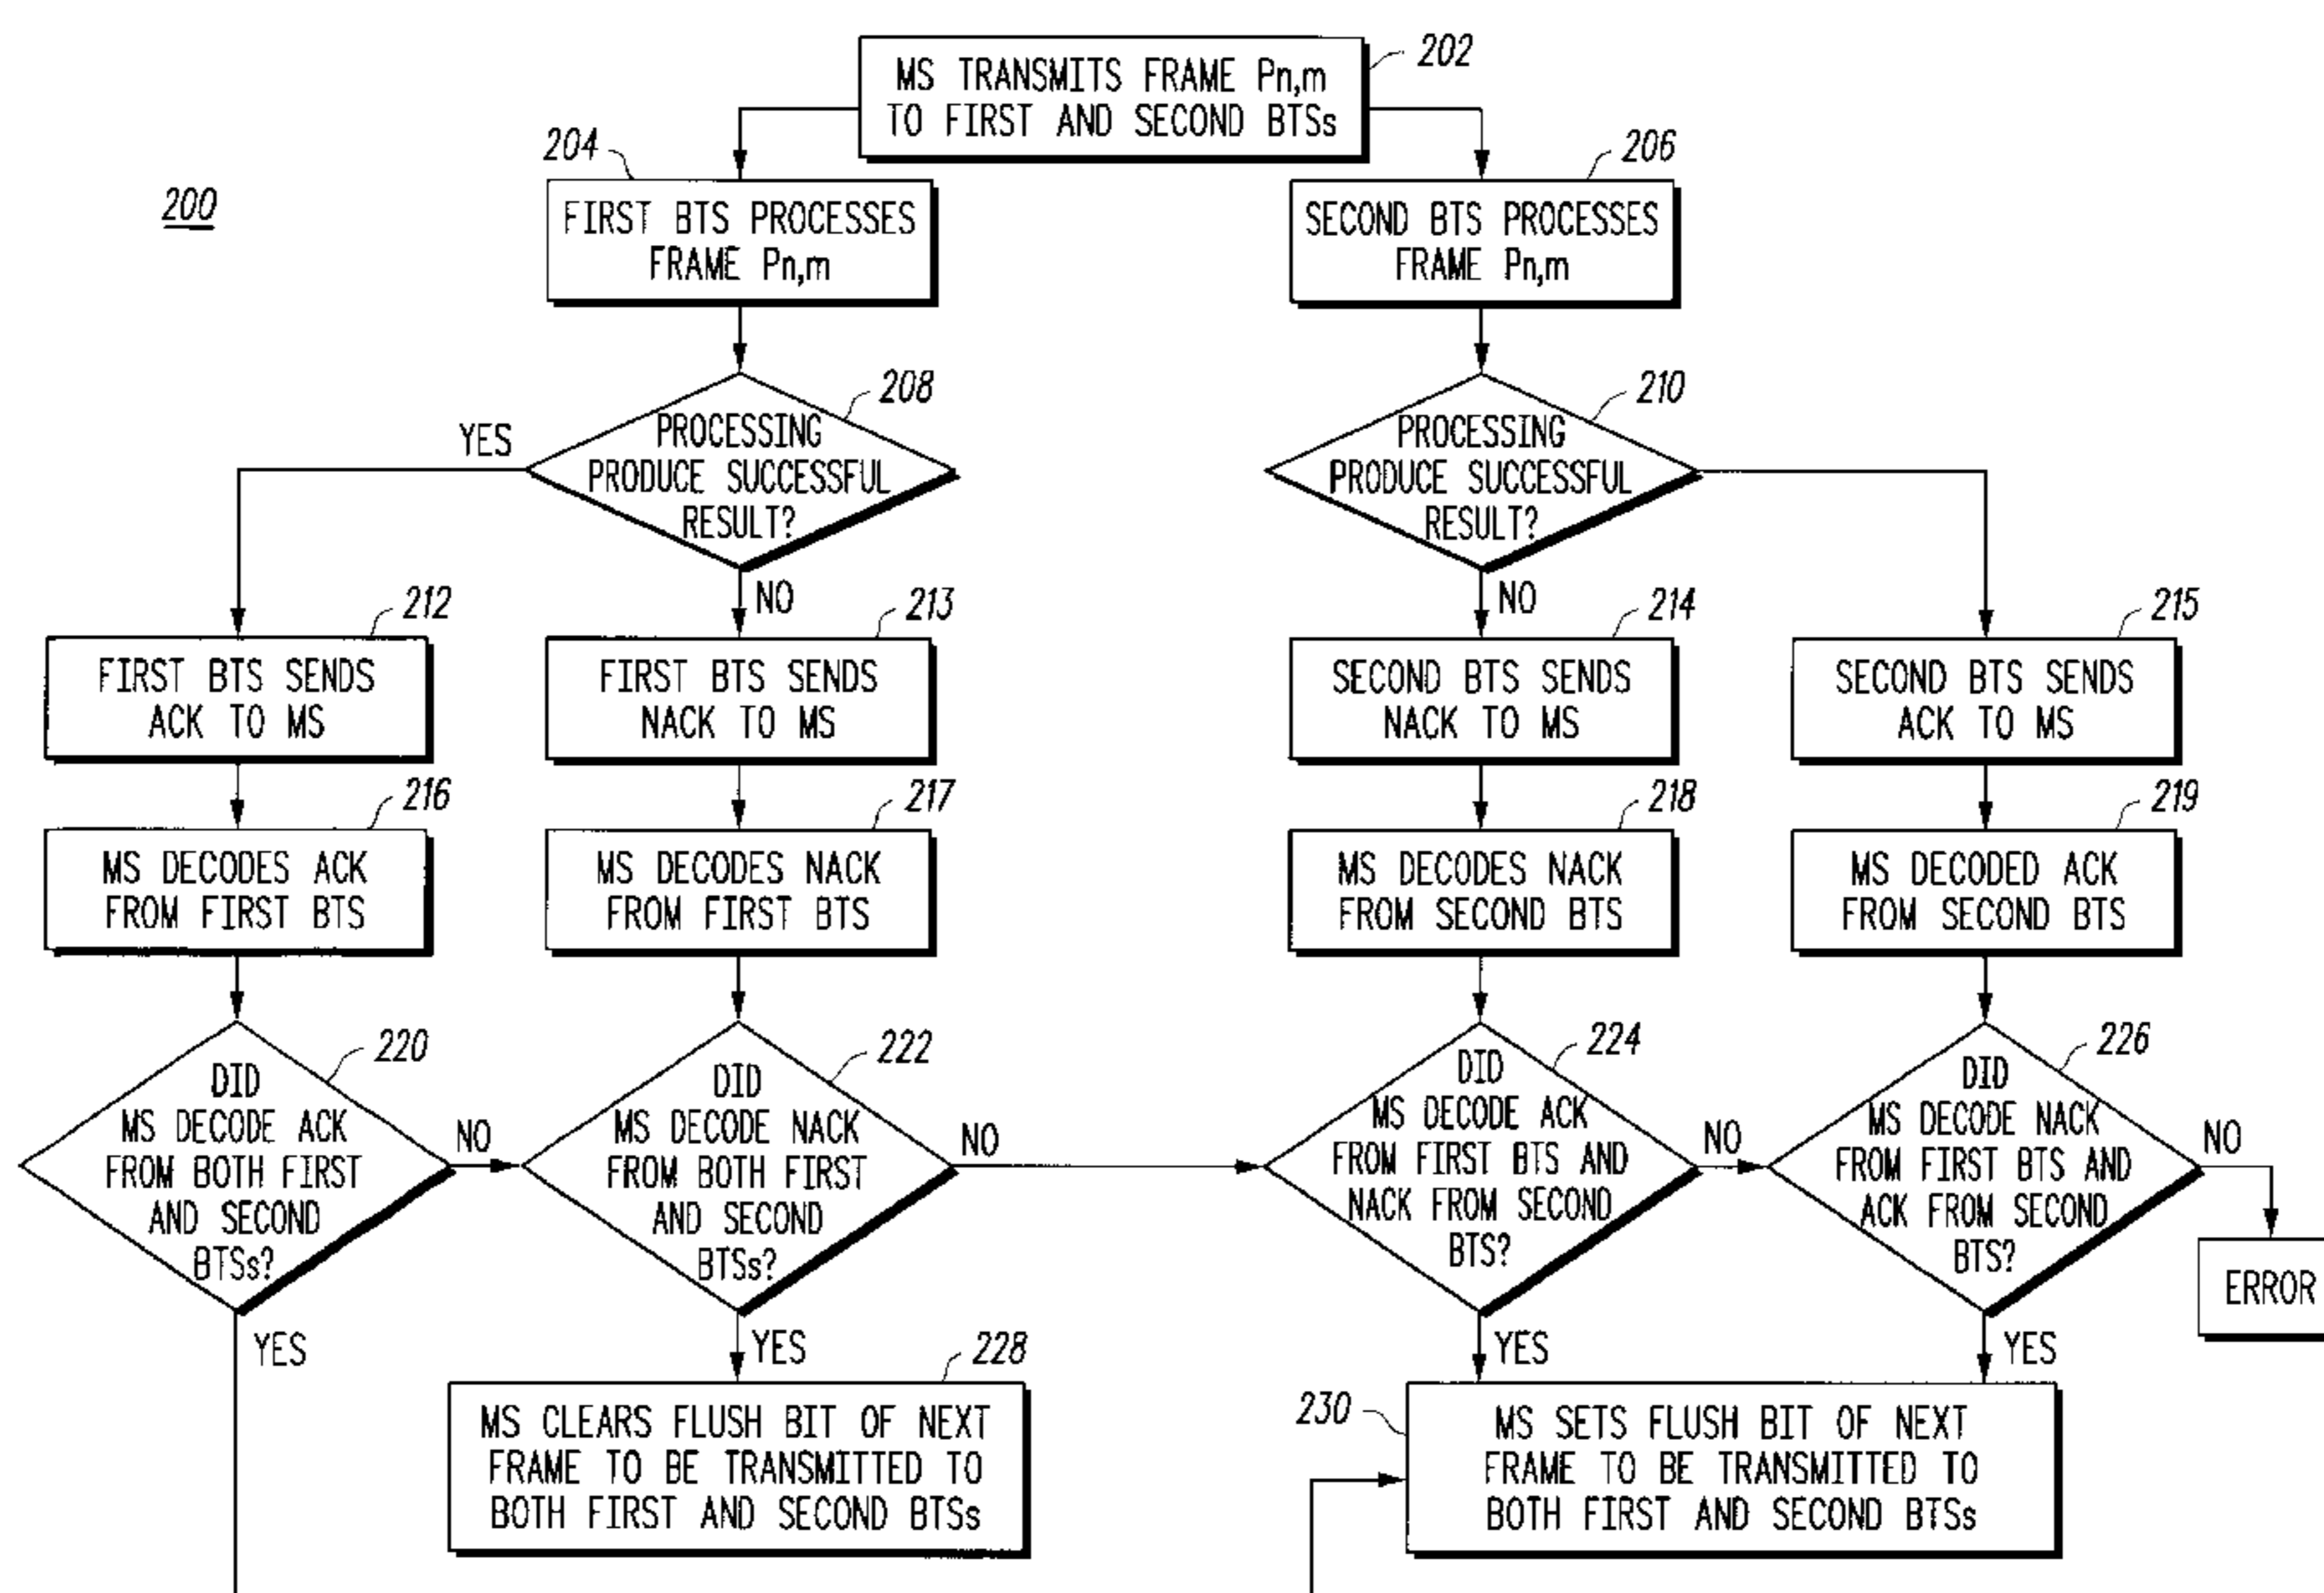 200
202
MS TRANSMITS FRAME Pn,m
TO FIRST AND SECOND BTSs
204
FIRST BTS PROCESSES
FRAME Pn,m
206
SECOND BTS PROCESSES
FRAME Pn,m
208
PROCESSING
PRODUCE SUCCESSFUL
RESULT?
YES
NO
210
PROCESSING
PRODUCE SUCCESSFUL
RESULT?
NO
212
FIRST BTS SENDS
ACK TO MS
213
FIRST BTS SENDS
NACK TO MS
214
SECOND BTS SENDS
NACK TO MS
215
SECOND BTS SENDS
ACK TO MS
216
MS DECODES ACK
FROM FIRST BTS
217
MS DECODES NACK
FROM FIRST BTS
218
MS DECODES NACK
FROM SECOND BTS
219
MS DECODED ACK
FROM SECOND BTS
220
DID
MS DECODE ACK
FROM BOTH FIRST
AND SECOND
BTSs?
NO
YES
222
DID
MS DECODE NACK
FROM BOTH FIRST
AND SECOND
BTSs?
NO
YES
224
DID
MS DECODE ACK
FROM FIRST BTS AND
NACK FROM SECOND
BTS?
NO
YES
226
DID
MS DECODE NACK
FROM FIRST BTS AND
ACK FROM SECOND
BTS?
NO
YES
ERROR
228
MS CLEARS FLUSH BIT OF NEXT
FRAME TO BE TRANSMITTED TO
BOTH FIRST AND SECOND BTSs
230
MS SETS FLUSH BIT OF NEXT
FRAME TO BE TRANSMITTED TO
BOTH FIRST AND SECOND BTSs